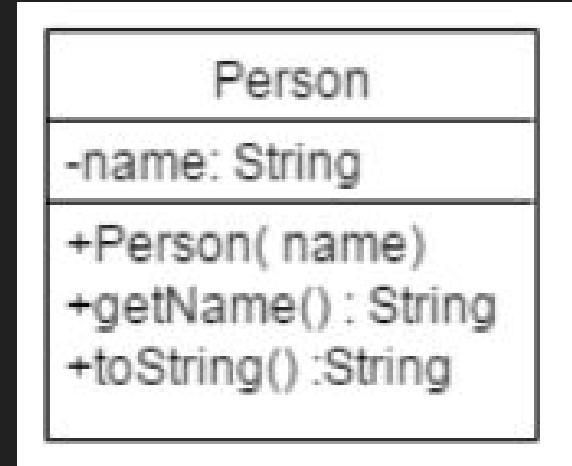 Person
-name: String
+Person( name)
+getName() : String
+toString() :String